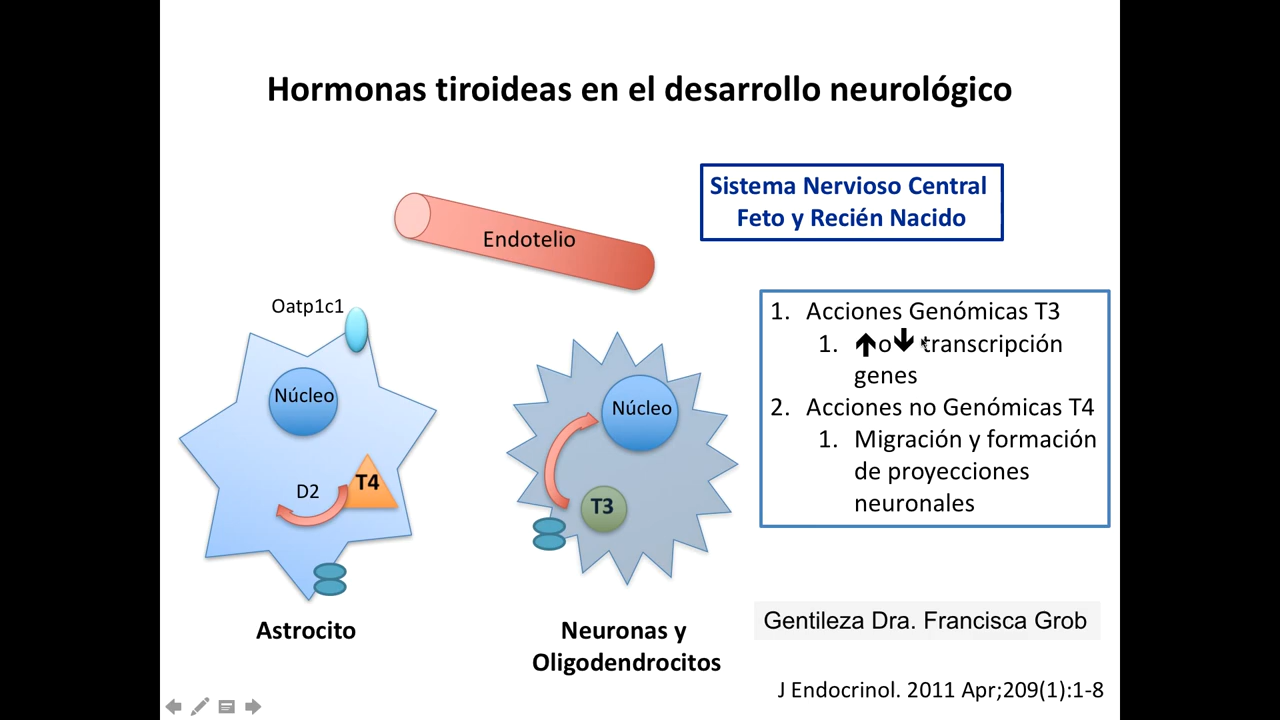 Hormonas tiroideas en el desarrollo neurológico
Sistema Nervioso Central
Feto y Recién Nacido
Endotelio
Oatp1c1
Núcleo
D2
T4
Astrocito
Núcleo
T3
Neuronas y
Oligodendrocitos
1. Acciones Genómicas T3
1. ↑o↓ transcripción
genes
2. Acciones no Genómicas T4
1. Migración y formación
de proyecciones
neuronales
Gentileza Dra. Francisca Grob
J Endocrinol. 2011 Apr;209(1):1-8